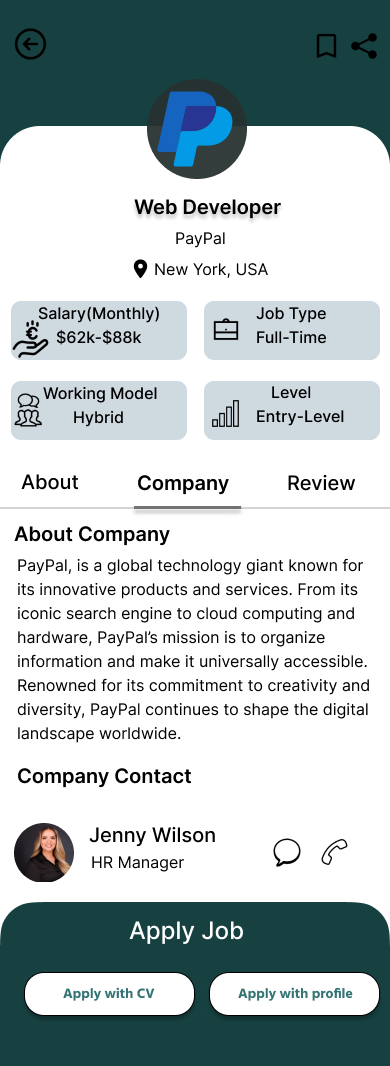 Web Developer
PayPal
New York, USA
Salary(Monthly)
$62k-$88k
Job Type
Full-Time
Working Model
Hybrid
Level
Entry-Level
About Company Review
About Company
PayPal, is a global technology giant known for
its innovative products and services. From its
iconic search engine to cloud computing and
hardware, PayPal’s mission is to organize
information and make it universally accessible.
Renowned for its commitment to creativity and
diversity, PayPal continues to shape the digital
landscape worldwide.
Company Contact
Jenny Wilson
HR Manager
Apply Job
Apply with CV Apply with profile